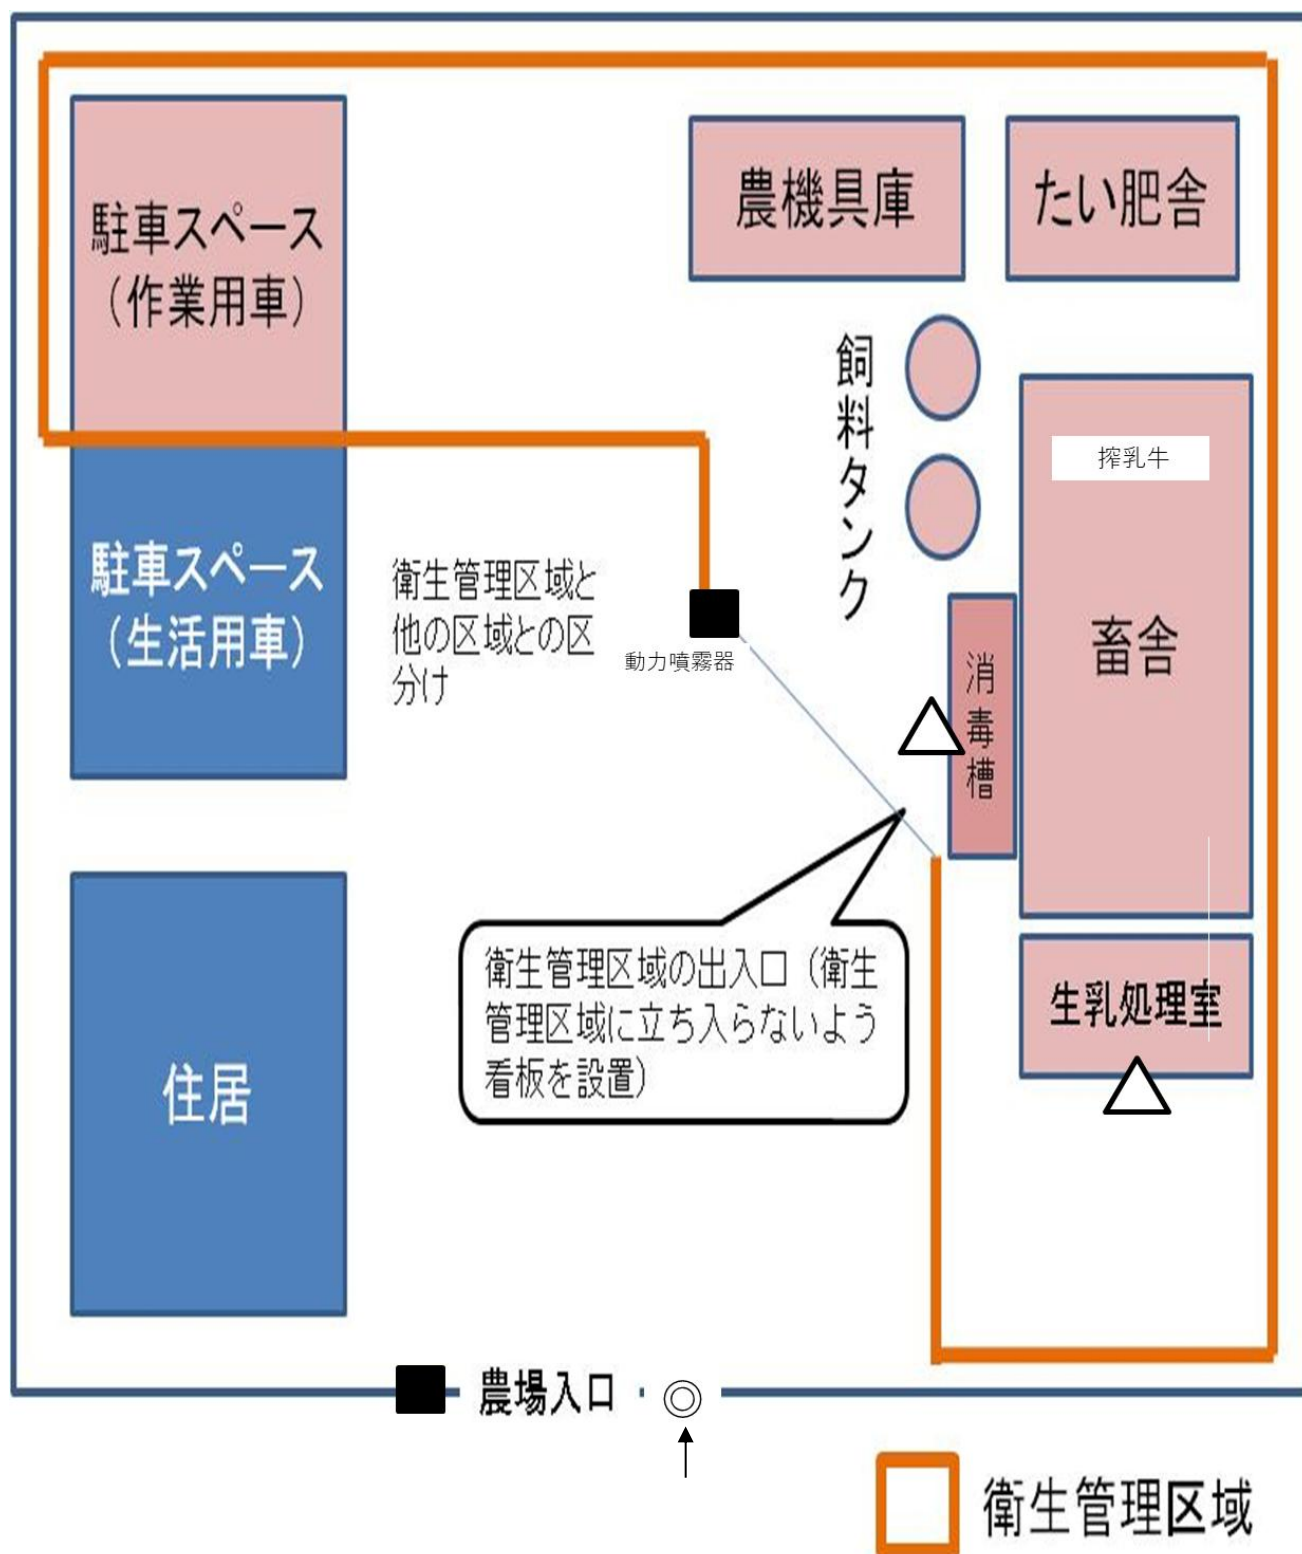 駐車スペース
（作業用車）
農機具庫
たい肥舎
飼料タンク
搾乳牛
駐車スペース
（生活用車）
衛生管理区域と
他の区域との区
分け
動力噴霧器
消毒槽
畜舎
衛生管理区域の出入口（衛生
管理区域に立ち入らないよう
看板を設置）
生乳処理室
住居
農場入口
衛生管理区域